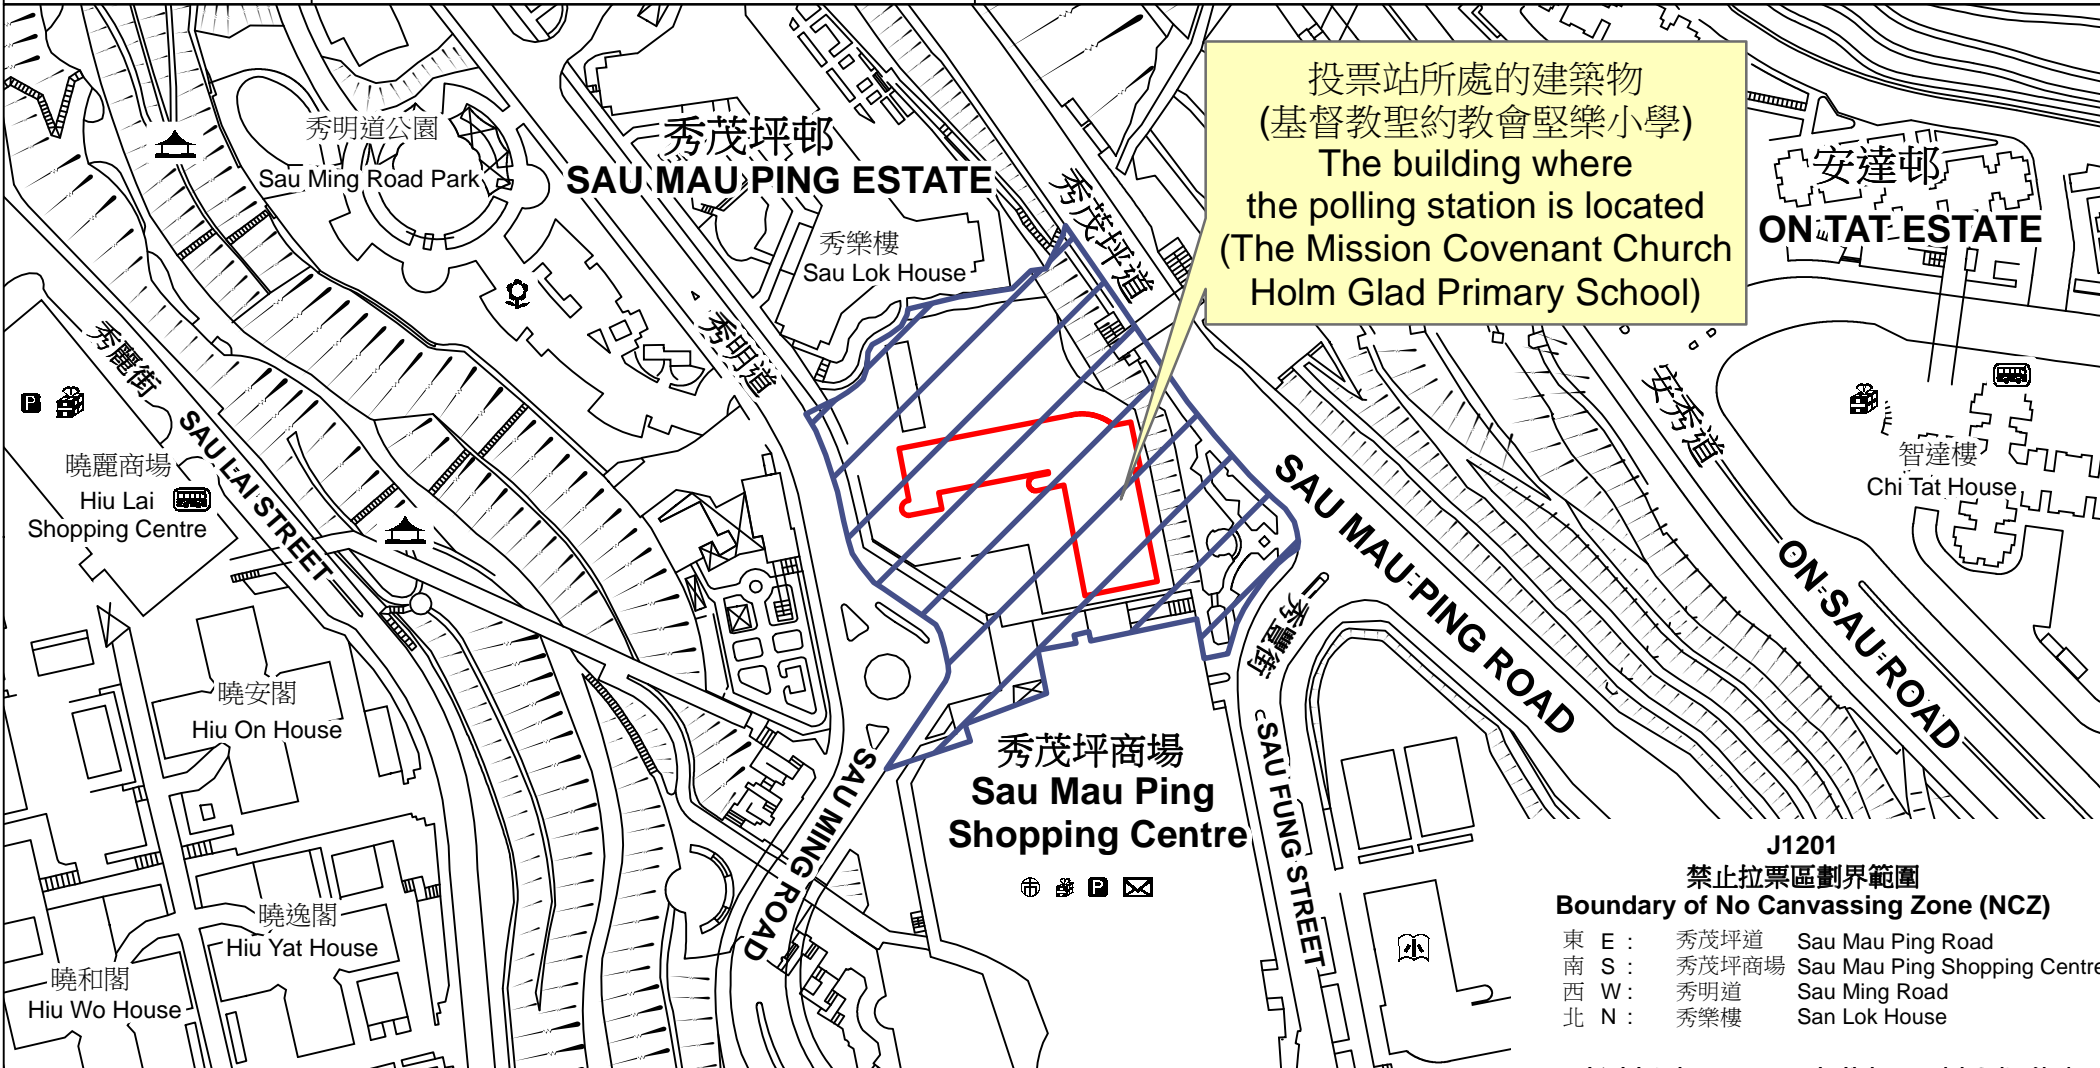 投票站所處的建築物
(基督教聖約教會堅樂小學)
The building where
the polling station is located
(The Mission Covenant Church
Holm Glad Primary School)
秀明道公園
Sau Ming Road Park
秀茂坪邨
SAU MAU PING ESTATE
秀樂樓
Sau Lok House
秀茂坪道
安達邨
ON TAT ESTATE
秀麗街
SAU LAI STREET
秀明道
安秀道
P
曉麗商場
Hiu Lai
Shopping Centre
智達樓
Chi Tat House
SAU MAU PING ROAD
ON SAU ROAD
秀豐街
SAU FUNG STREET
曉安閣
Hiu On House
SAU MING ROAD
秀茂坪商場
Sau Mau Ping
Shopping Centre
市
P
曉逸閣
Hiu Yat House
曉和閣
Hiu Wo House
小
J1201
禁止拉票區劃界範圍
Boundary of No Canvassing Zone (NCZ)
東 E : 秀茂坪道 Sau Mau Ping Road
南 S : 秀茂坪商場 Sau Mau Ping Shopping Centre
西 W : 秀明道 Sau Ming Road
北 N : 秀樂樓 San Lok House